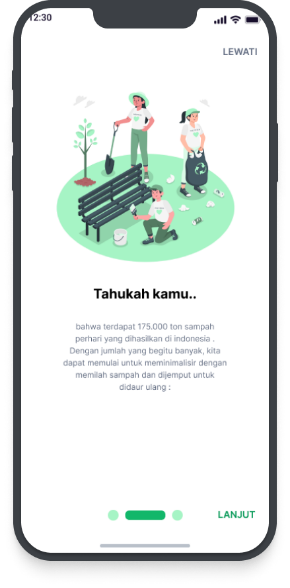 12:30
LEWATI
Tahukah kamu..
bahwa terdapat 175.000 ton sampah
perhari yang dihasilkan di indonesia .
Dengan jumlah yang begitu banyak, kita
dapat memulai untuk meminimalisir dengan
memilah sampah dan dijemput untuk
didaur ulang :
LANJUT